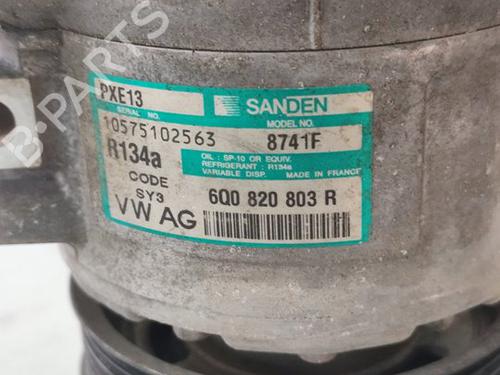 PXE13
SANDEN
SERIAL NO.
MODEL NO.
10575102563
8741F
R134a
OIL : SP-10 OR EQUIV.
REFRIGERANT : R134a
VARIABLE DISP. MADE IN FRANCE
CODE
SY3
6Q0 820 803 R
VW AG
B-PARTS